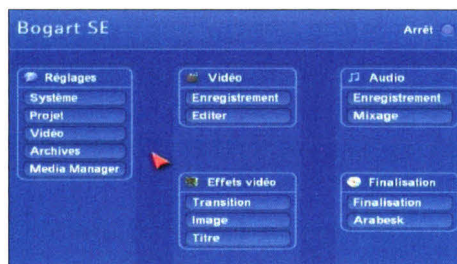 Bogart SE
Arrêt
Réglages
Système
Projet
Vidéo
Archives
Media Manager
Vidéo
Enregistrement
Editer
Audio
Enregistrement
Mixage
Effets vidéo
Transition
Image
Titre
Finalisation
Finalisation
Arabesk